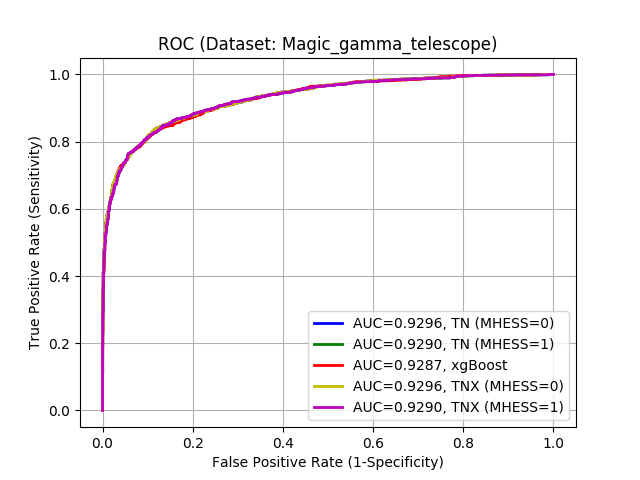 ROC (Dataset: Magic_gamma_telescope)
True Positive Rate (Sensitivity)
1.0
0.8
0.6
0.4
0.2
0.0
AUC=0.9296, TN (MHESS=0)
AUC=0.9290, TN (MHESS=1)
AUC=0.9287, xgBoost
AUC=0.9296, TNX (MHESS=0)
AUC=0.9290, TNX (MHESS=1)
0.0 0.2 0.4 0.6 0.8 1.0
False Positive Rate (1-Specificity)